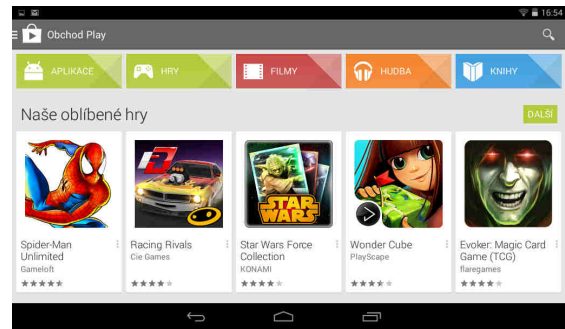 16:54
Obchod Play
APLIKACE
HRY
FILMY
HUDBA
KNIHY
Naše oblíbené hry
DALŠÍ
STAR
WARS
Spider-Man
Unlimited
Gameloft
Racing Rivals
Cie Games
Star Wars Force
Collection
KONAMI
Wonder Cube
PlayScape
Evoker: Magic Card
Game (TCG)
flaregames